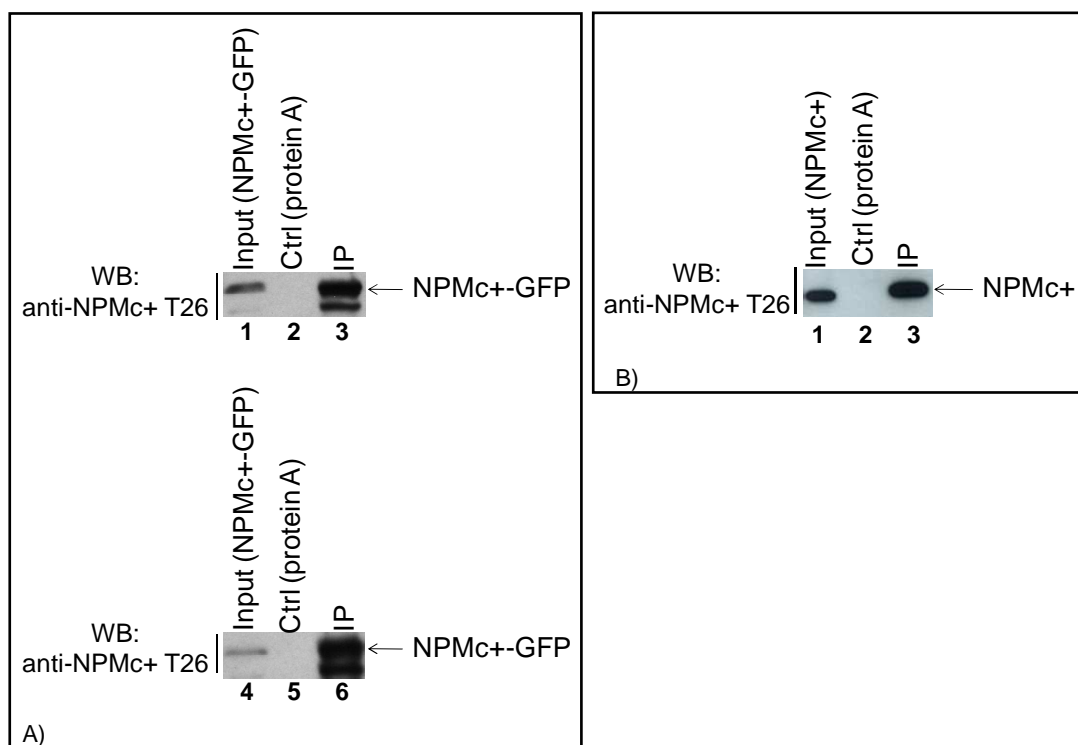 Input (NPMc+-GFP)
Ctrl (protein A)
IP
WB:
anti-NPMc+ T26
NPMc+-GFP
1 2 3
Input (NPMc+-GFP)
Ctrl (protein A)
IP
WB:
anti-NPMc+ T26
NPMc+-GFP
4 5 6
A)
Input (NPMc+)
Ctrl (protein A)
IP
WB:
anti-NPMc+ T26
NPMc+
1 2 3
B)